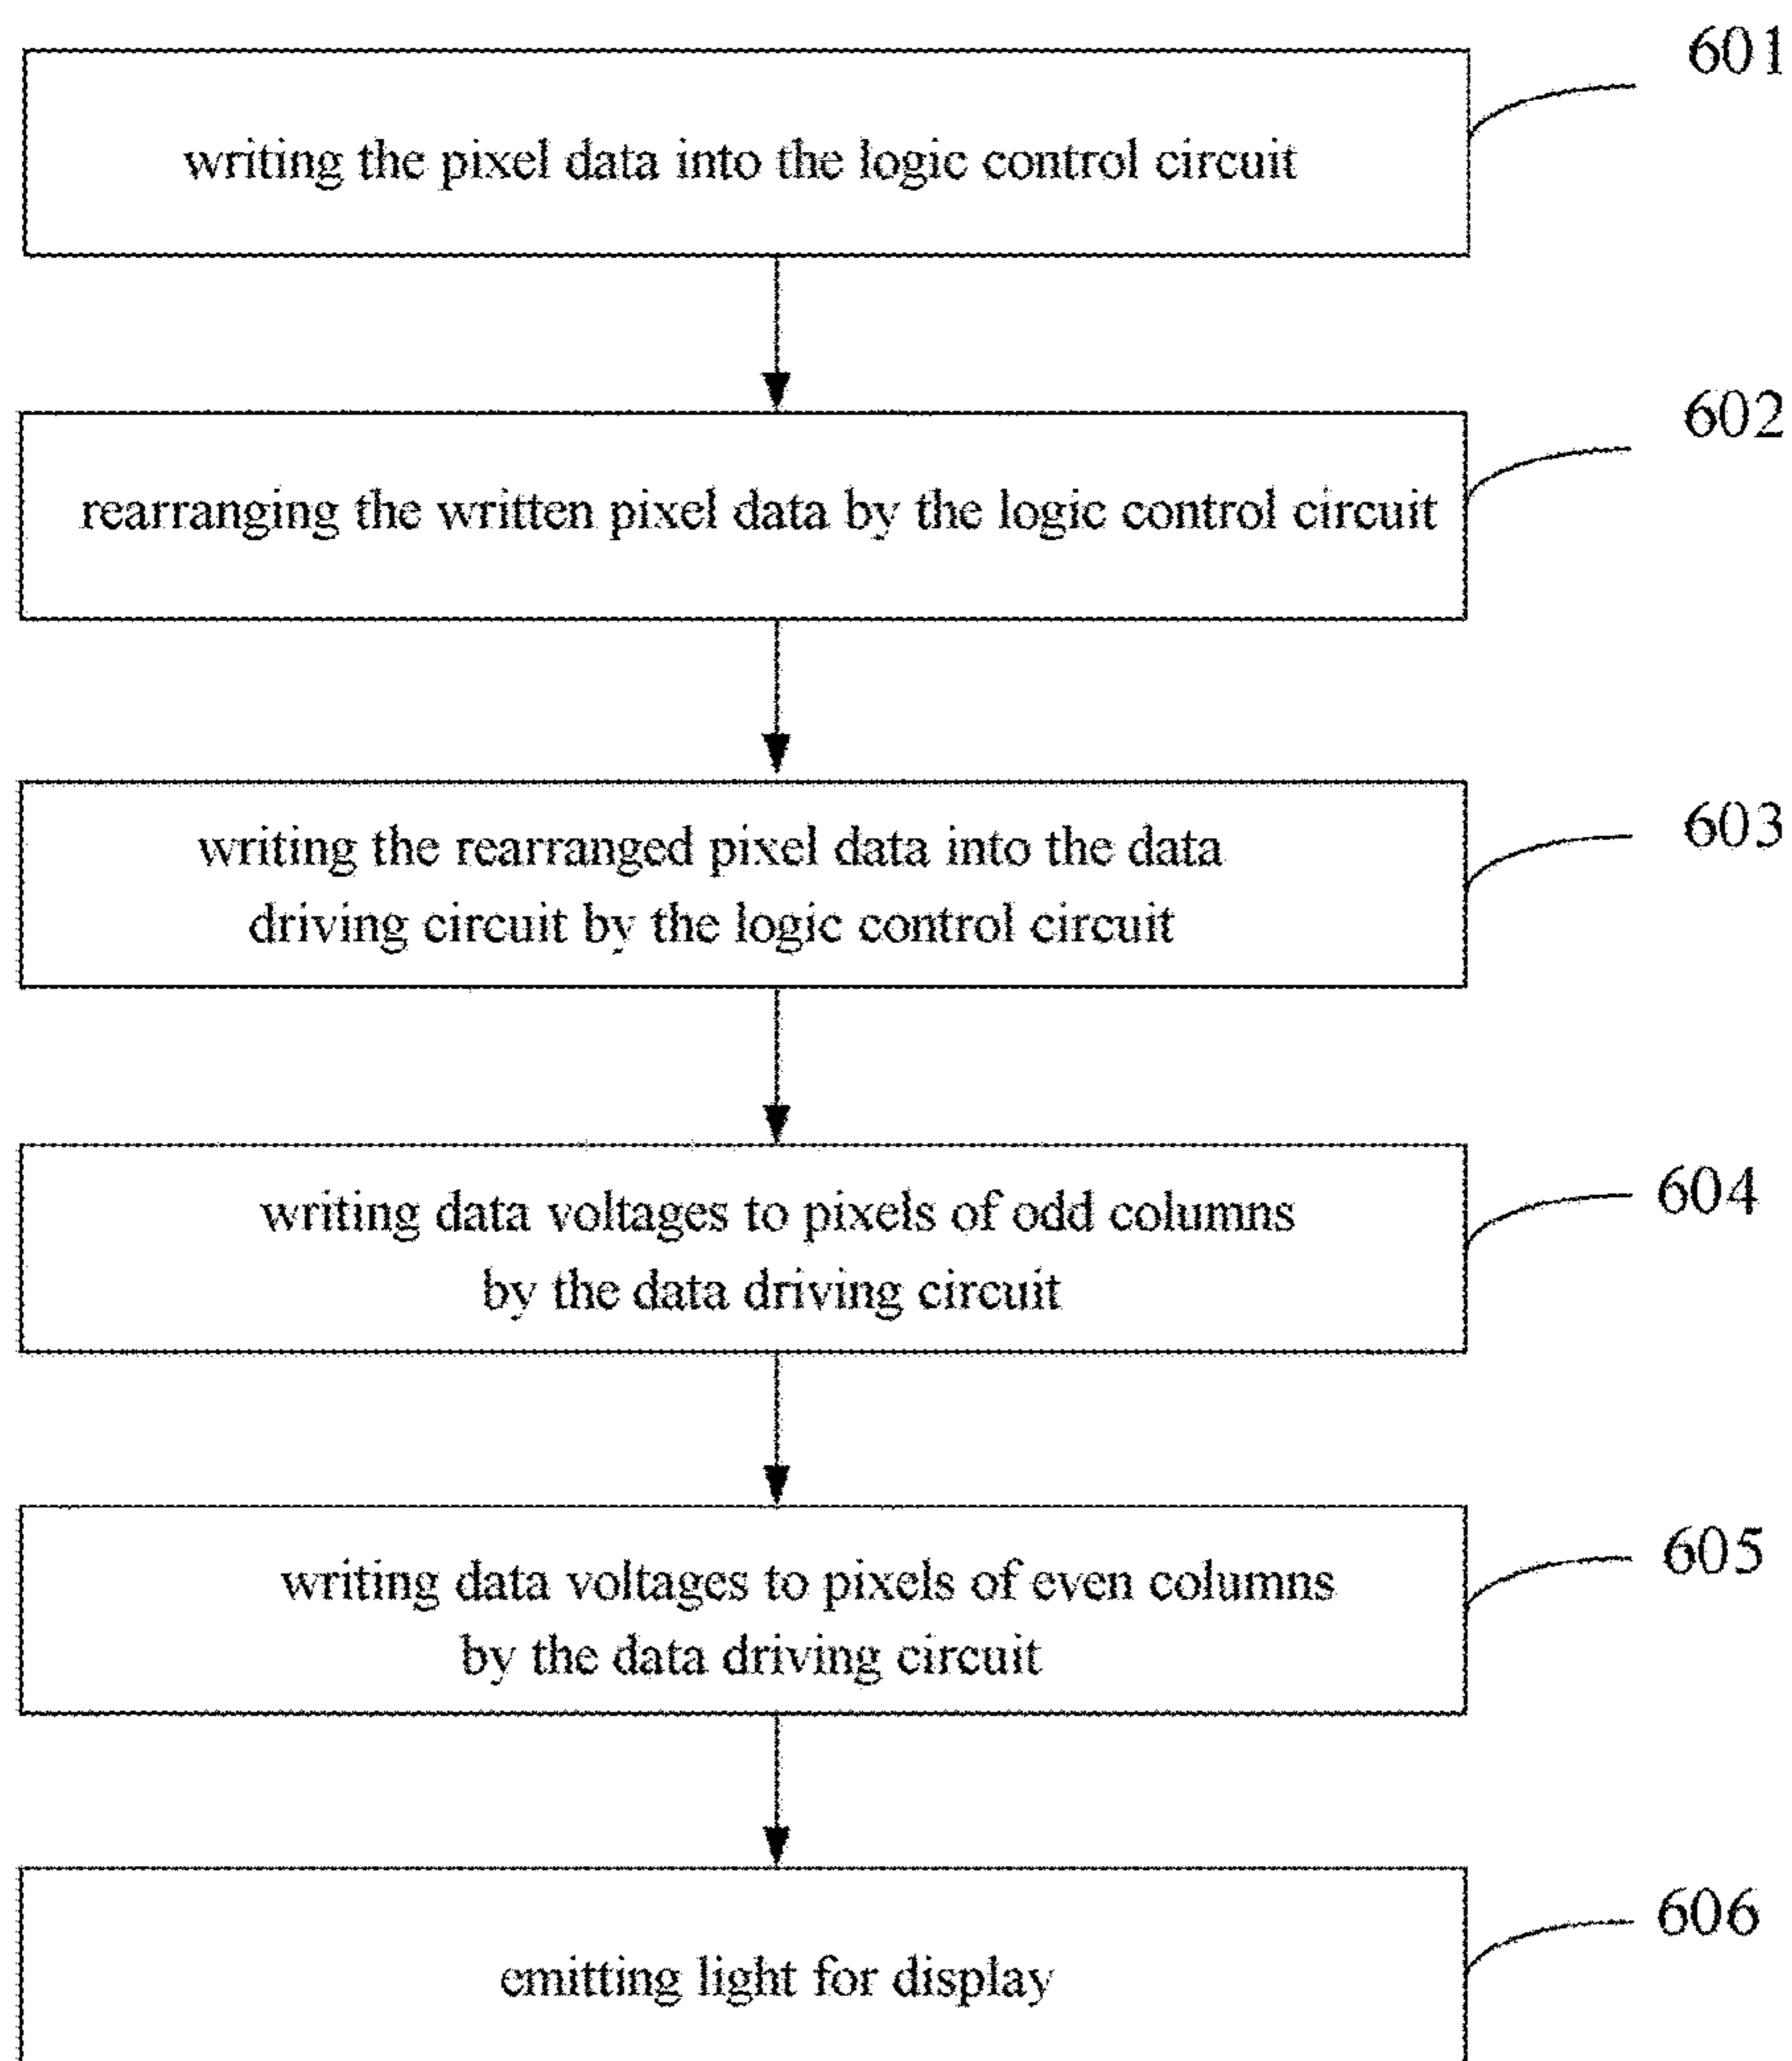 601
writing the pixel data into the logic control circuit
602
rearranging the written pixel data by the logic control circuit
603
writing the rearranged pixel data into the data
driving circuit by the logic control circuit
604
writing data voltages to pixels of odd columns
by the data driving circuit
605
writing data voltages to pixels of even columns
by the data driving circuit
606
emitting light for display